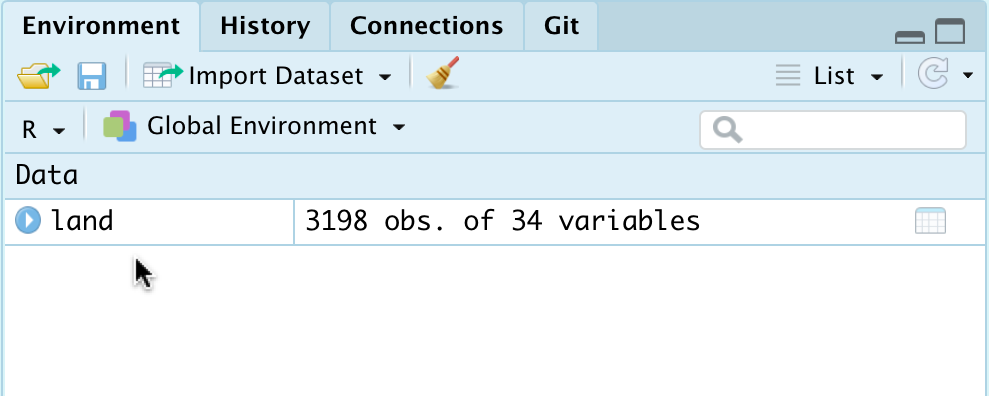 Environment History Connections Git
Import Dataset List
R Global Environment
Data
land 3198 obs. of 34 variables